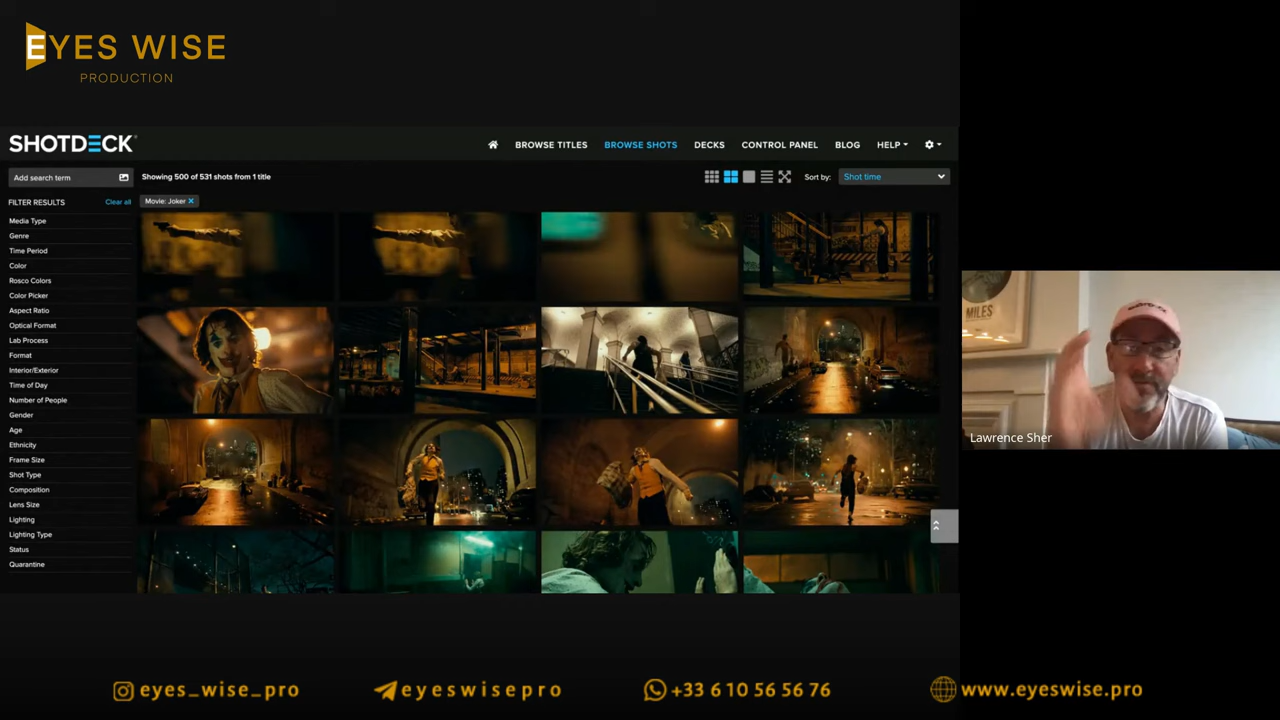 EYES WISE
PRODUCTION
SHOTDECK
BROWSE TITLES
BROWSE SHOTS
DECKS
CONTROL PANEL
BLOG
HELP
Add search term
Showing 500 of 531 shots from 1 title
Sort by:
Shot time
FILTER RESULTS
Clear all
Movie: Joker ×
Media Type
Genre
Time Period
Color
Rosco Colors
Color Picker
Aspect Ratio
Optical Format
Lab Process
Format
Interior/Exterior
Time of Day
Number of People
Gender
Age
Ethnicity
Frame Size
Shot Type
Composition
Lens Size
Lighting
Lighting Type
Status
Quarantine
MILES
Lawrence Sher
eyes_wise_pro
eyeswisepro
+33 6 10 56 56 76
www.eyeswise.pro